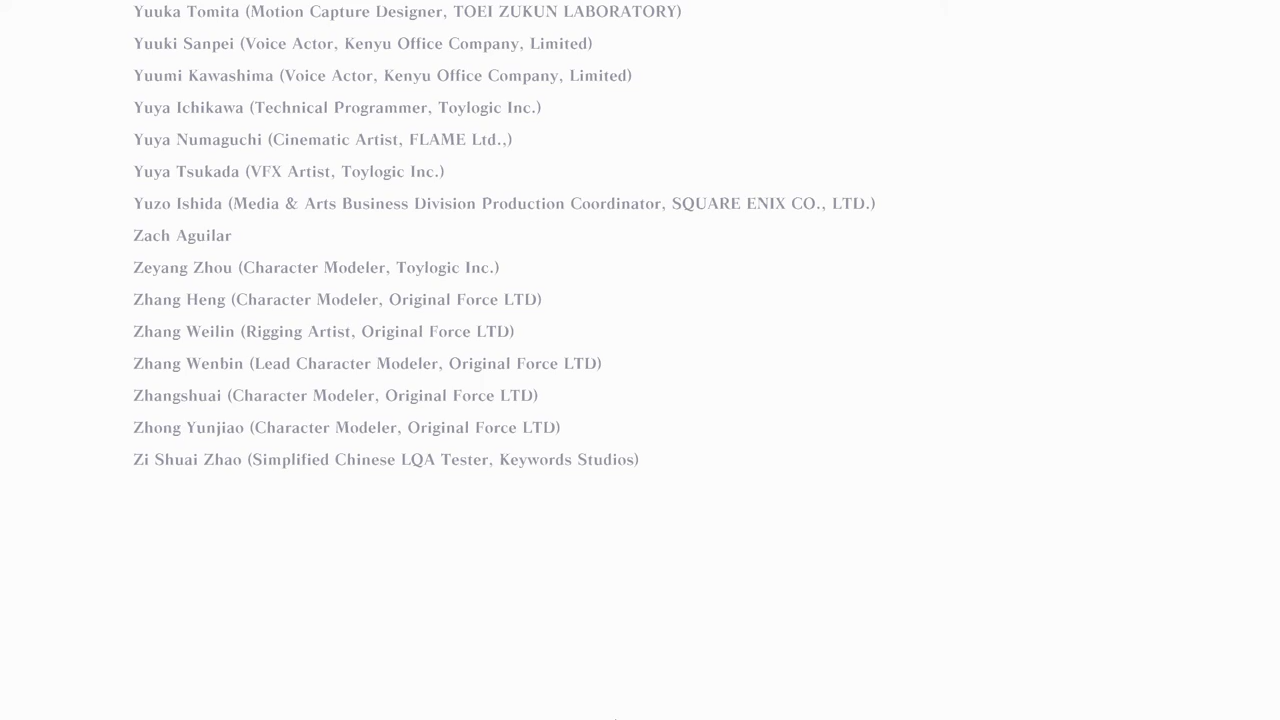 Yuuka Tomita (Motion Capture Designer, TOEI ZUKUN LABORATORY)
Yuuki Sanpei (Voice Actor, Kenyu Office Company, Limited)
Yuumi Kawashima (Voice Actor, Kenyu Office Company, Limited)
Yuya Ichikawa (Technical Programmer, Toylogic Inc.)
Yuya Numaguchi (Cinematic Artist, FLAME Ltd.,)
Yuya Tsukada (VFX Artist, Toylogic Inc.)
Yuzo Ishida (Media & Arts Business Division Production Coordinator, SQUARE ENIX CO., LTD.)
Zach Aguilar
Zeyang Zhou (Character Modeler, Toylogic Inc.)
Zhang Heng (Character Modeler, Original Force LTD)
Zhang Weilin (Rigging Artist, Original Force LTD)
Zhang Wenbin (Lead Character Modeler, Original Force LTD)
Zhangshuai (Character Modeler, Original Force LTD)
Zhong Yunjiao (Character Modeler, Original Force LTD)
Zi Shuai Zhao (Simplified Chinese LQA Tester, Keywords Studios)